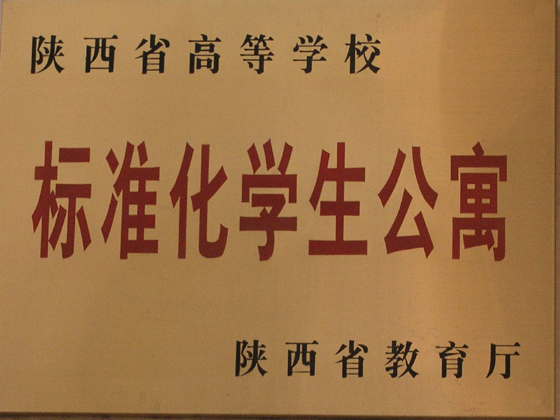 陕西省高等学校
标准化学生公寓
陕西省教育厅